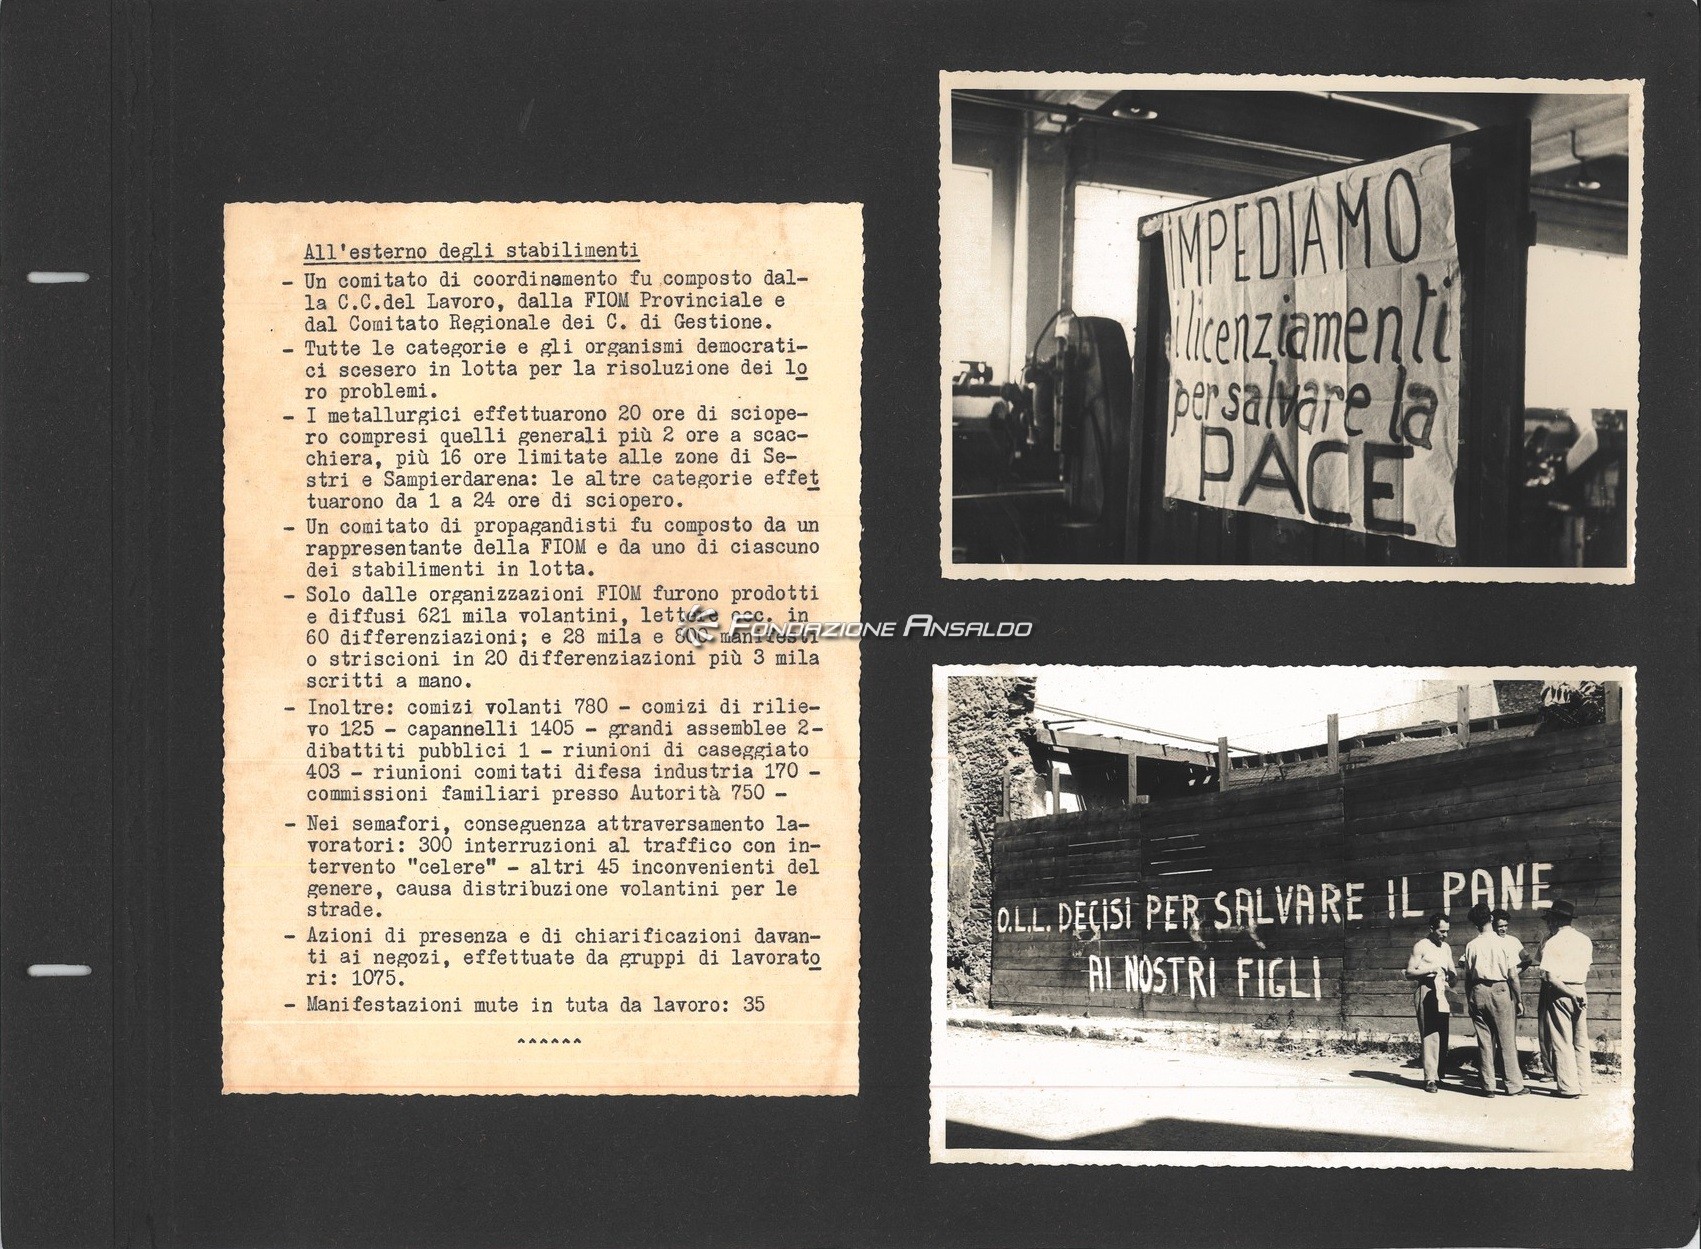 All'esterno degli stabilimenti
- Un comitato di coordinamento fu composto dal-
la C.C.del Lavoro, dalla FIOM Provinciale e
dal Comitato Regionale dei C. di Gestione.
- Tutte le categorie e gli organismi democrati-
ci scesero in lotta per la risoluzione dei lo
ro problemi.
- I metallurgici effettuarono 20 ore di sciope-
ro compresi quelli generali più 2 ore a scac-
chiera, più 16 ore limitate alle zone di Se-
stri e Sampierdarena: le altre categorie effet
tuarono da 1 a 24 ore di sciopero.
- Un comitato di propagandisti fu composto da un
rappresentante della FIOM e da uno di ciascuno
dei stabilimenti in lotta.
- Solo dalle organizzazioni FIOM furono prodotti
e diffusi 621 mila volantini, lettere ecc. in
60 differenziazioni; e 28 mila e 800 manifesti
o striscioni in 20 differenziazioni più 3 mila
scritti a mano.
- Inoltre: comizi volanti 780 - comizi di rilie-
vo 125 - capannelli 1405 - grandi assemblee 2-
dibattiti pubblici 1 - riunioni di caseggiato
403 - riunioni comitati difesa industria 170 -
commissioni familiari presso Autorità 750 -
- Nei semafori, conseguenza attraversamento la-
voratori: 300 interruzioni al traffico con in-
tervento "celere" - altri 45 inconvenienti del
genere, causa distribuzione volantini per le
strade.
- Azioni di presenza e di chiarificazioni davan-
ti ai negozi, effettuate da gruppi di lavorato
ri: 1075.
- Manifestazioni mute in tuta da lavoro: 35
^^^^^^
FONDAZIONE ANSALDO
IMPEDIAMO
i licenziamenti
per salvare la
PACE
O.L.L. DECISI PER SALVARE IL PANE
AI NOSTRI FIGLI